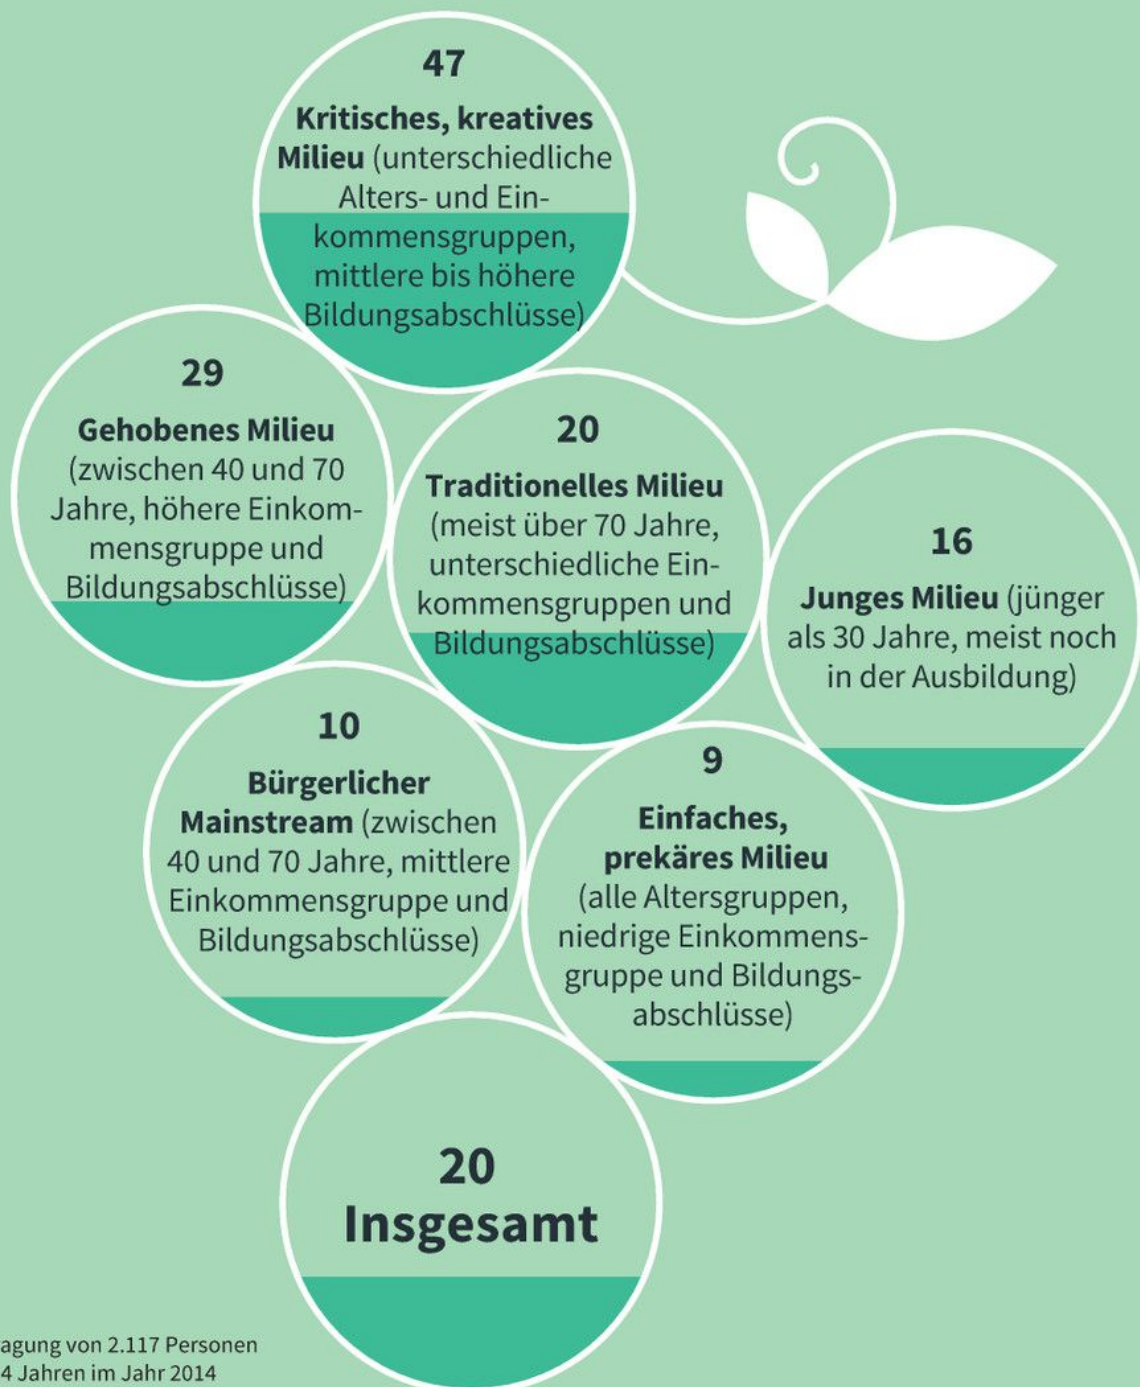 47
Kritisches, kreatives
Milieu (unterschiedliche
Alters- und Ein-
kommensgruppen,
mittlere bis höhere
Bildungsabschlüsse)
29
Gehobenes Milieu
(zwischen 40 und 70
Jahre, höhere Einkom-
mensgruppe und
Bildungsabschlüsse)
20
Traditionelles Milieu
(meist über 70 Jahre,
unterschiedliche Ein-
kommensgruppen und
Bildungsabschlüsse)
16
Junges Milieu (jünger
als 30 Jahre, meist noch
in der Ausbildung)
10
Bürgerlicher
Mainstream (zwischen
40 und 70 Jahre, mittlere
Einkommensgruppe und
Bildungsabschlüsse)
9
Einfaches,
prekäres Milieu
(alle Altersgruppen,
niedrige Einkommens-
gruppe und Bildungs-
abschlüsse)
20
Insgesamt
agung von 2.117 Personen
4 Jahren im Jahr 2014